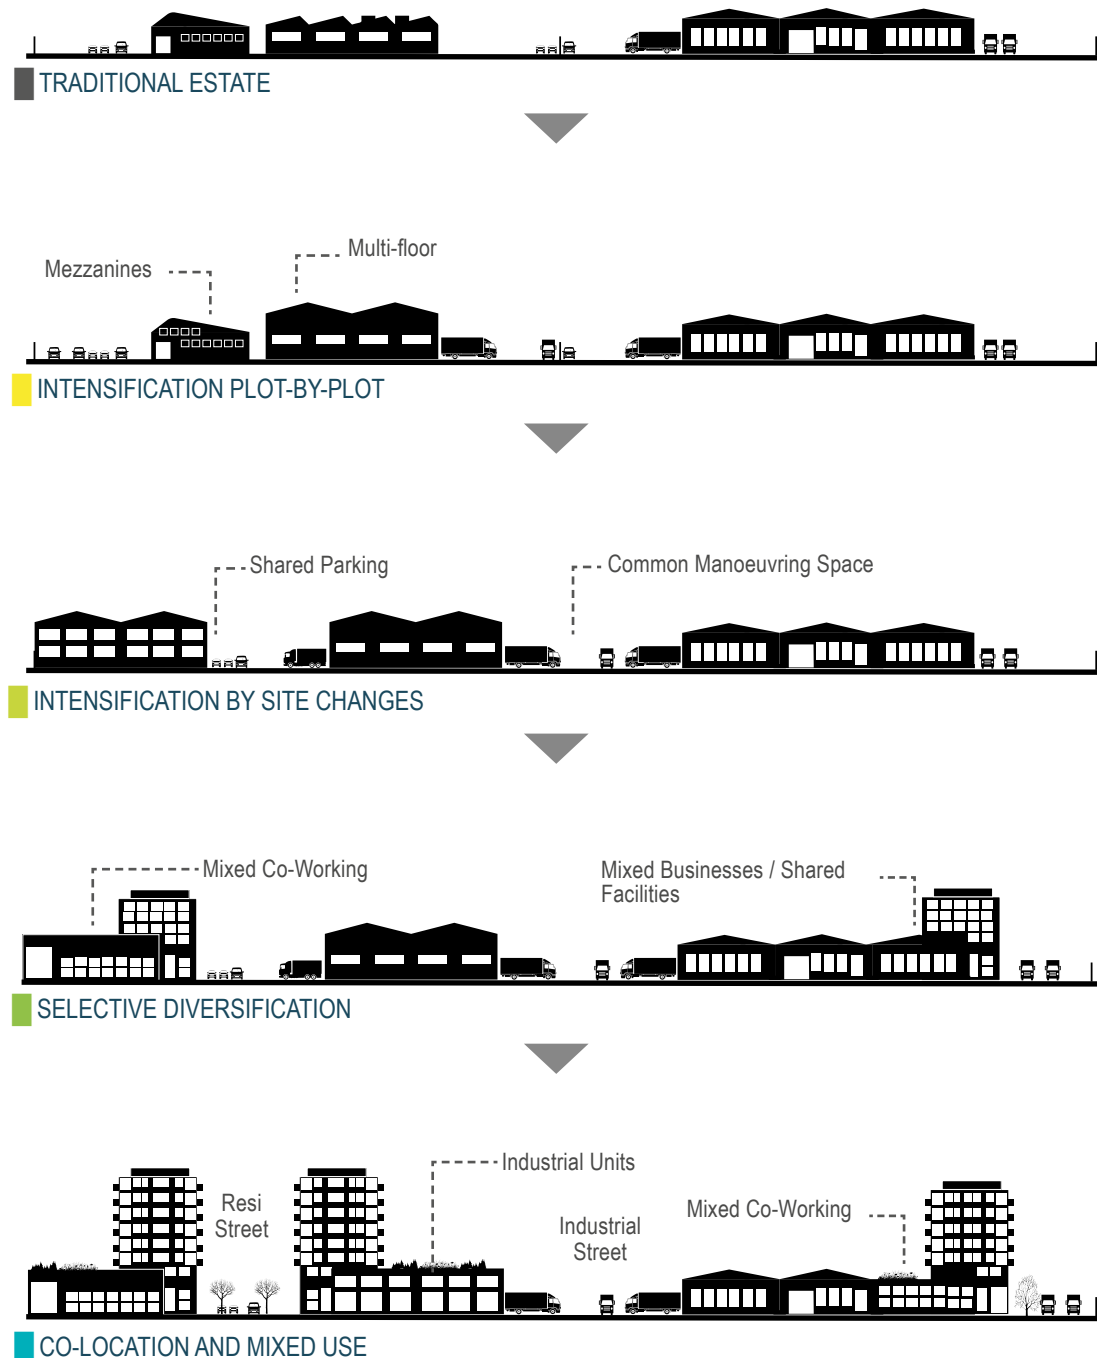 TRADITIONAL ESTATE
Multi-floor
Mezzanines
INTENSIFICATION PLOT-BY-PLOT
Shared Parking
Common Manoeuvring Space
INTENSIFICATION BY SITE CHANGES
Mixed Co-Working
Mixed Businesses / Shared
Facilities
SELECTIVE DIVERSIFICATION
Industrial Units
Resi
Street
Industrial
Street
Mixed Co-Working
CO-LOCATION AND MIXED USE